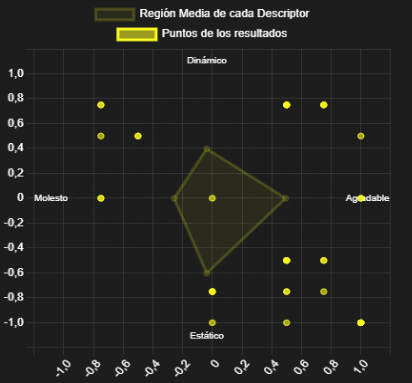 Región Media de cada Descriptor
Puntos de los resultados
Dinámico
1,0
0,8
0,6
0,4
0,2
Molesto 0 Agradable
-0,2
-0,4
-0,6
-0,8
Estático
-1,0
-1,0 -0,8 -0,6 -0,4 -0,2 0 0,2 0,4 0,6 0,8 1,0